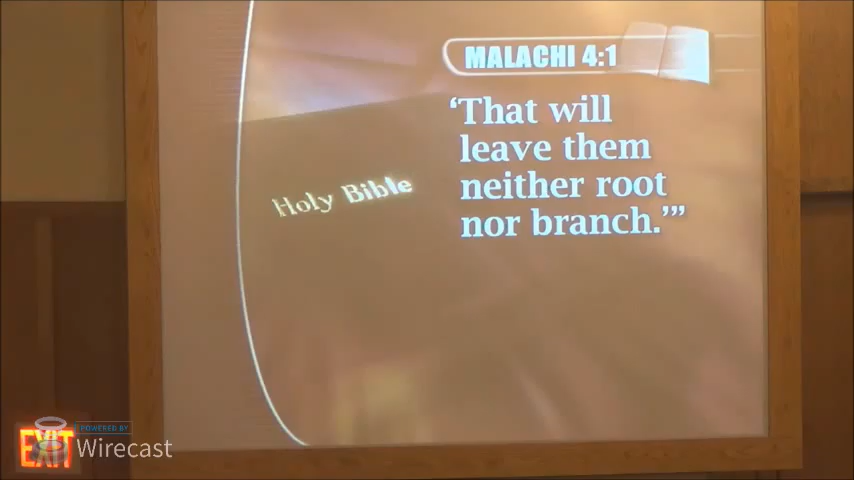 MALACHI 4:1
‘That will
leave them
neither root
nor branch.’”
Holy Bible
EXIT
POWERED BY
Wirecast